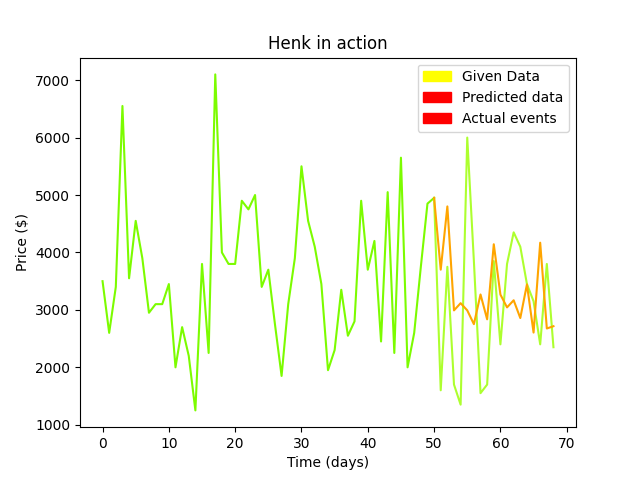 Henk in action
Given Data
Predicted data
Actual events
7000
6000
5000
4000
3000
2000
1000
Price ($)
0 10 20 30 40 50 60 70
Time (days)